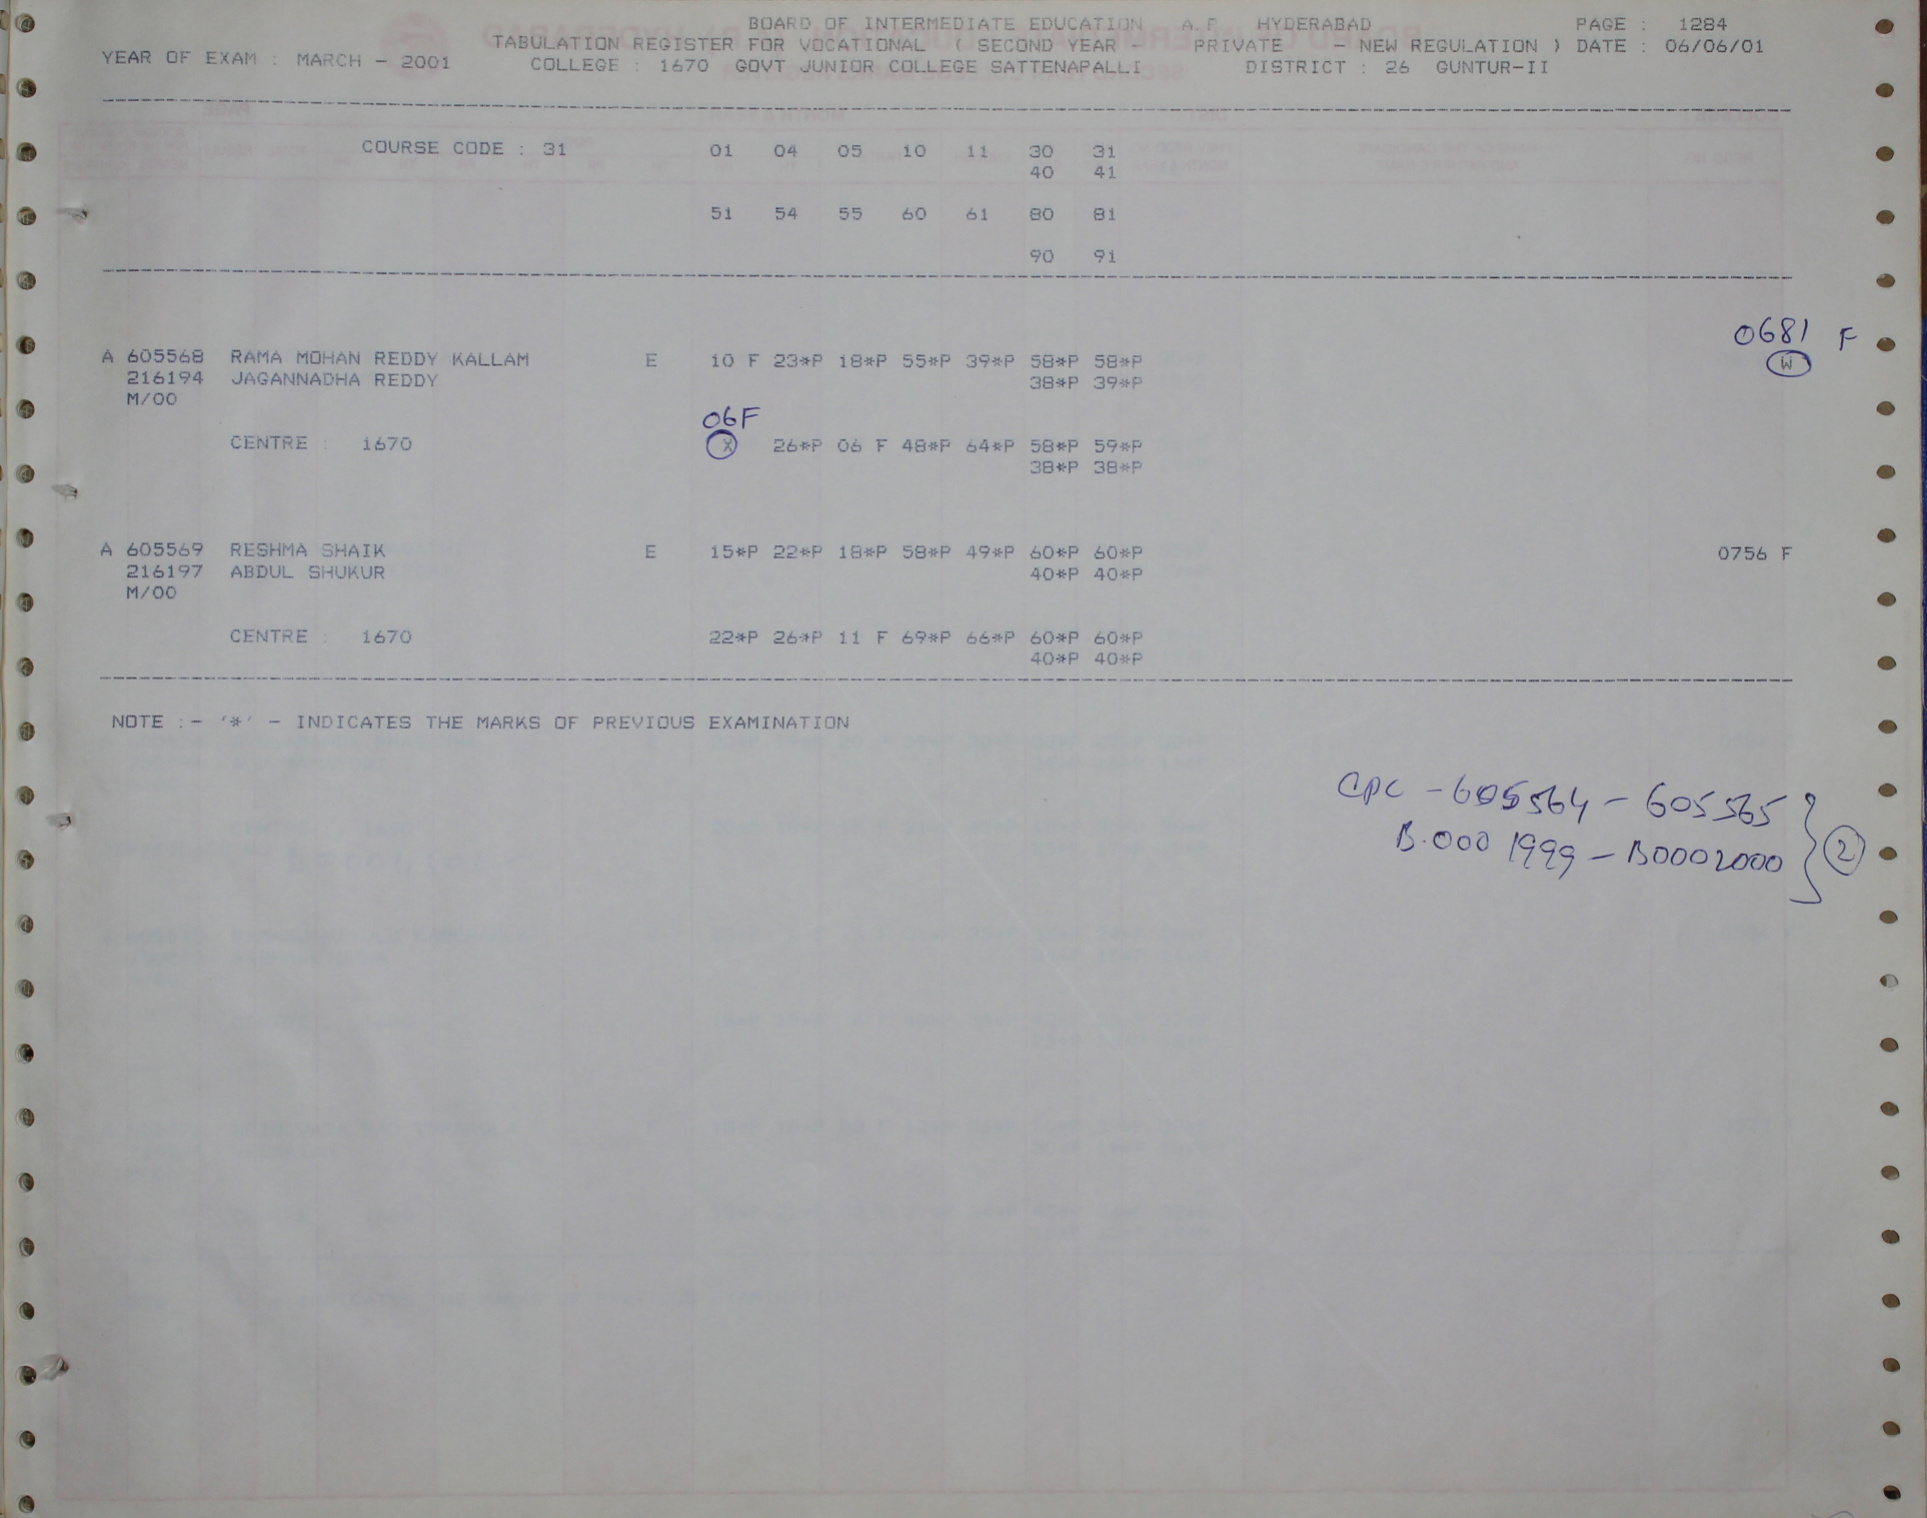 BOARD OF INTERMEDIATE EDUCATION A.P HYDERABAD PAGE : 1284
TABULATION REGISTER FOR VOCATIONAL ( SECOND YEAR - PRIVATE - NEW REGULATION ) DATE : 06/06/01
YEAR OF EXAM : MARCH - 2001 COLLEGE : 1670 GOVT JUNIOR COLLEGE SATTENAPALLI DISTRICT : 26 GUNTUR-II
COURSE CODE : 31 01 04 05 10 11 30 31
40 41
51 54 55 60 61 80 81
90 91
0681 F
A 605568 RAMA MOHAN REDDY KALLAM E 10 F 23*P 18*P 55*P 39*P 58*P 58*P W
216194 JAGANNADHA REDDY 38*P 39*P
M/00
06F
CENTRE : 1670 X 26*P 06 F 48*P 64*P 58*P 59*P
38*P 38*P
A 605569 RESHMA SHAIK E 15*P 22*P 18*P 58*P 49*P 60*P 60*P 0756 F
216197 ABDUL SHUKUR 40*P 40*P
M/00
CENTRE : 1670 22*P 26*P 11 F 69*P 66*P 60*P 60*P
40*P 40*P
NOTE :- '*' - INDICATES THE MARKS OF PREVIOUS EXAMINATION
CPC - 605564 - 605565
B.000 1999 - B0002000 } 2